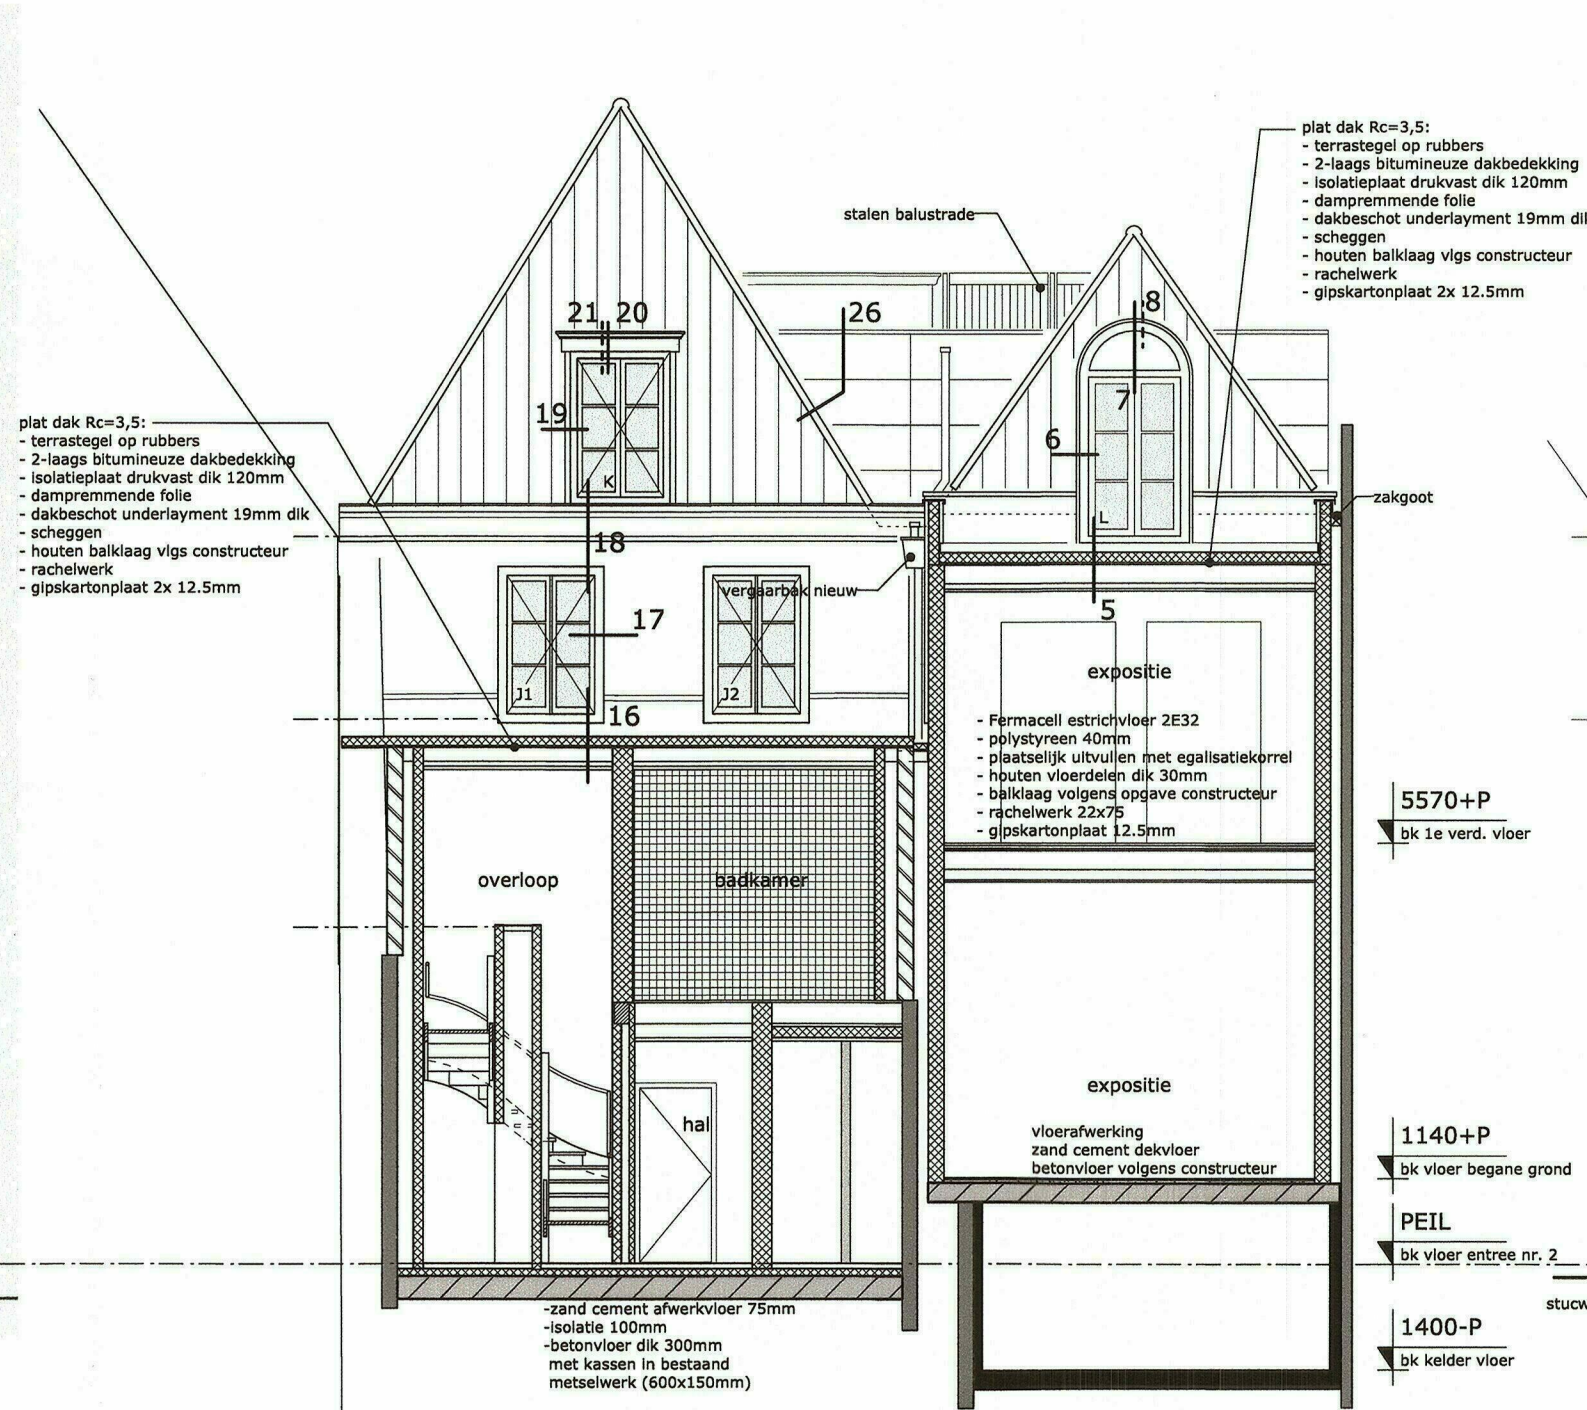 plat dak Rc=3,5:
- terrastegel op rubbers
- 2-laags bitumineuze dakbedekking
- isolatieplaat drukvast dik 120mm
- dampremmende folie
- dakbeschot underlayment 19mm dik
- scheggen
- houten balklaag vlgs constructeur
- rachelwerk
- gipskartonplaat 2x 12.5mm
stalen balustrade
plat dak Rc=3,5:
- terrastegel op rubbers
- 2-laags bitumineuze dakbedekking
- isolatieplaat drukvast dik 120mm
- dampremmende folie
- dakbeschot underlayment 19mm
- scheggen
- houten balklaag vlgs constructeur
- rachelwerk
- gipskartonplaat 2x 12.5mm
21 20
26
8
19
7
6
K
L
zakgoot
18
vergaarbak nieuw
5
17
J1
J2
16
expositie
- Fermacell estrichvloer 2E32
- polystyreen 40mm
- plaatselijk uitvullen met egalisatiekorrel
- houten vloerdelen dik 30mm
- balklaag volgens opgave constructeur
- rachelwerk 22x75
- gipskartonplaat 12.5mm
5570+P
bk 1e verd. vloer
overloop
badkamer
hal
expositie
vloerafwerking
zand cement dekvloer
betonvloer volgens constructeur
1140+P
bk vloer begane grond
PEIL
bk vloer entree nr. 2
stucw
1400-P
bk kelder vloer
-zand cement afwerkvloer 75mm
-isolatie 100mm
-betonvloer dik 300mm
met kassen in bestaand
metselwerk (600x150mm)